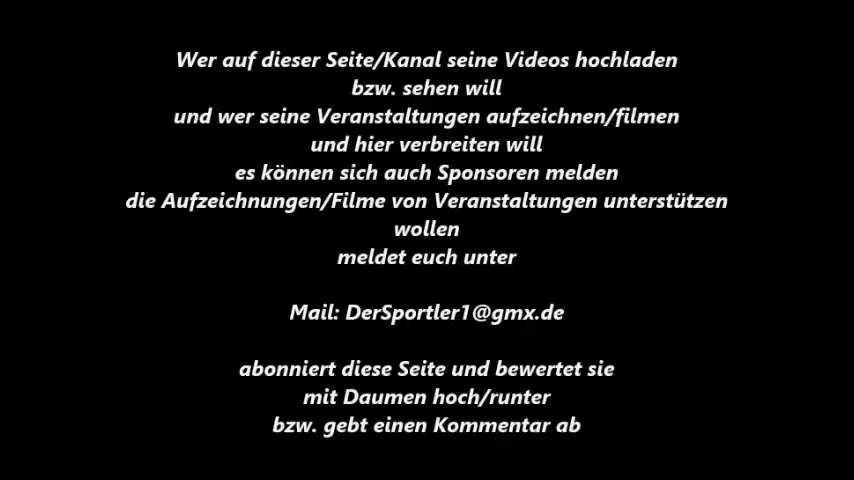 Wer auf dieser Seite/Kanal seine Videos hochladen
bzw. sehen will
und wer seine Veranstaltungen aufzeichnen/filmen
und hier verbreiten will
es können sich auch Sponsoren melden
die Aufzeichnungen/Filme von Veranstaltungen unterstützen
wollen
meldet euch unter
Mail: DerSportler1@gmx.de
abonniert diese Seite und bewertet sie
mit Daumen hoch/runter
bzw. gebt einen Kommentar ab